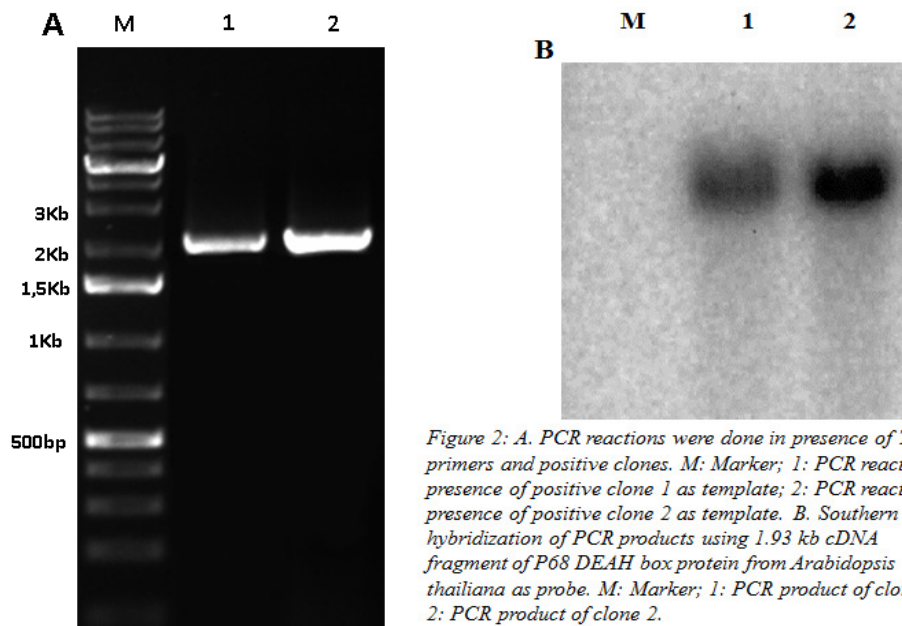 A M 1 2
3Kb
2Kb
1,5Kb
1Kb
500bp
M 1 2
B
Figure 2: A. PCR reactions were done in presence of
primers and positive clones. M: Marker; 1: PCR
presence of positive clone 1 as template; 2: PCR
presence of positive clone 2 as template. B. Southern
hybridization of PCR products using 1.93 kb cDNA
fragment of P68 DEAH box protein from Arabidopsis
thailiana as probe. M: Marker; 1: PCR product of
2: PCR product of clone 2.